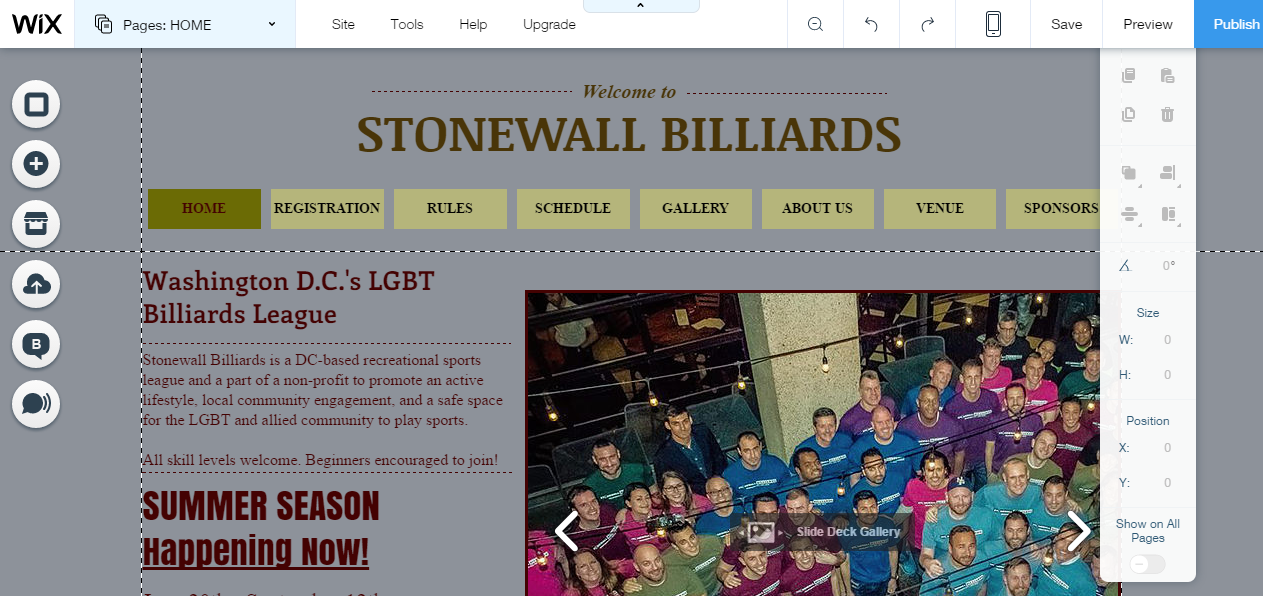 WiX
Pages: HOME
Site
Tools
Help
Upgrade
Save
Preview
Publish
Welcome to
STONEWALL BILLIARDS
HOME
REGISTRATION
RULES
SCHEDULE
GALLERY
ABOUT US
VENUE
SPONSORS
Washington D.C.'s LGBT
Billiards League
Stonewall Billiards is a DC-based recreational sports
league and a part of a non-profit to promote an active
lifestyle, local community engagement, and a safe space
for the LGBT and allied community to play sports.
All skill levels welcome. Beginners encouraged to join!
SUMMER SEASON
Happening Now!
Slide Deck Gallery
B
0°
Size
W: 0
H: 0
Position
X: 0
Y: 0
Show on All
Pages